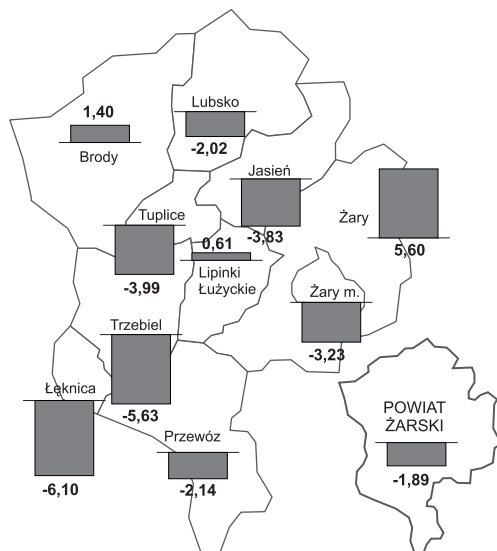 1,40
Brody
Lubsko
-2,02
Jasień
-3,83
Żary
5,60
Tuplice
-3,99
0,61
Lipinki
Łużyckie
Żary m.
-3,23
Trzebiel
-5,63
Łęknica
-6,10
Przewóz
-2,14
POWIAT
ŻARSKI
-1,89